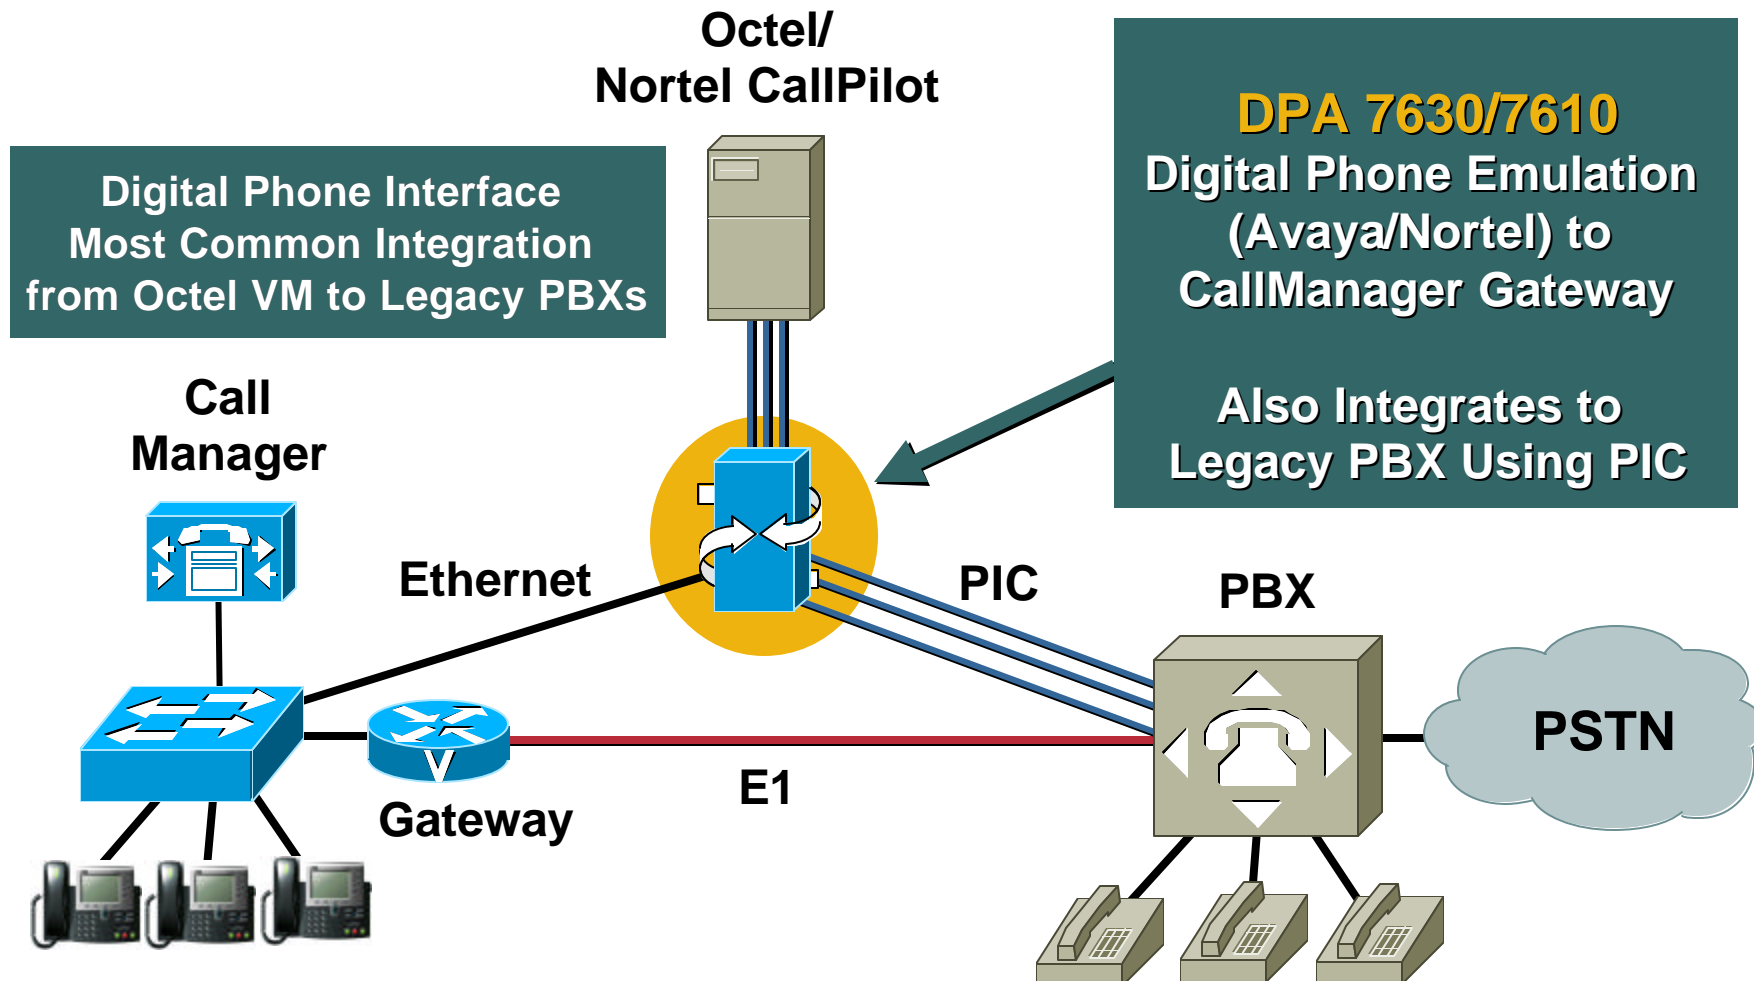 Octel/
Nortel CallPilot
DPA 7630/7610
Digital Phone Emulation
(Avaya/Nortel) to
CallManager Gateway
Also Integrates to
Legacy PBX Using PIC
Digital Phone Interface
Most Common Integration
from Octel VM to Legacy PBXs
Call
Manager
Ethernet
PIC
PBX
PSTN
V
E1
Gateway